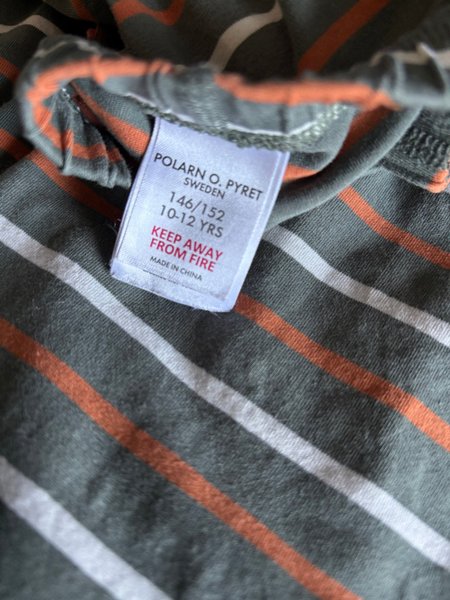 POLARN O. PYRET
SWEDEN
146/152
10-12 YRS
KEEP AWAY
FROM FIRE
MADE IN CHINA